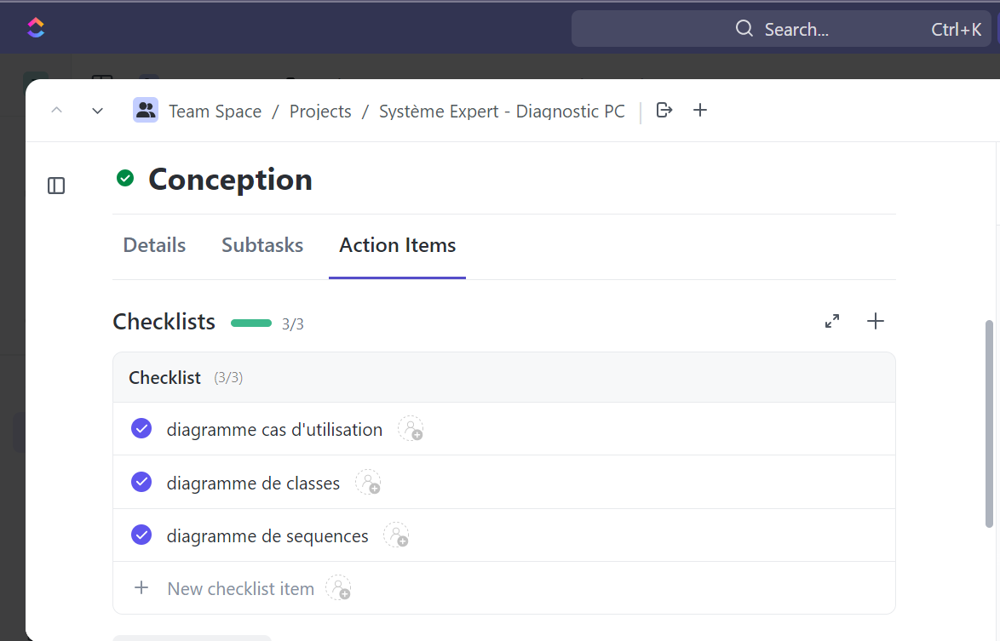 Search... Ctrl+K
Team Space / Projects / Système Expert - Diagnostic PC
Conception
Details Subtasks Action Items
Checklists 3/3
Checklist (3/3)
diagramme cas d'utilisation
diagramme de classes
diagramme de sequences
New checklist item